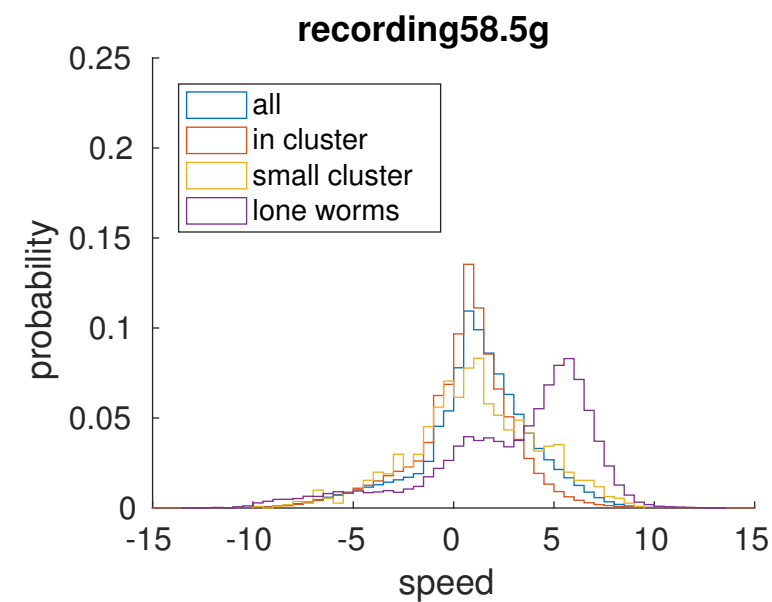 recording58.5g
0.25
0.2
0.15
0.1
0.05
0
probability
all
in cluster
small cluster
lone worms
-15 -10 -5 0 5 10 15
speed